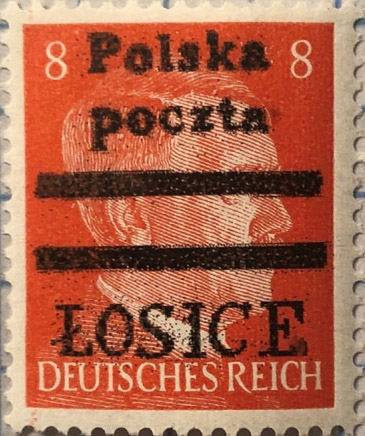 8 Polska 8
poczta
ŁOSICE
DEUTSCHES REICH